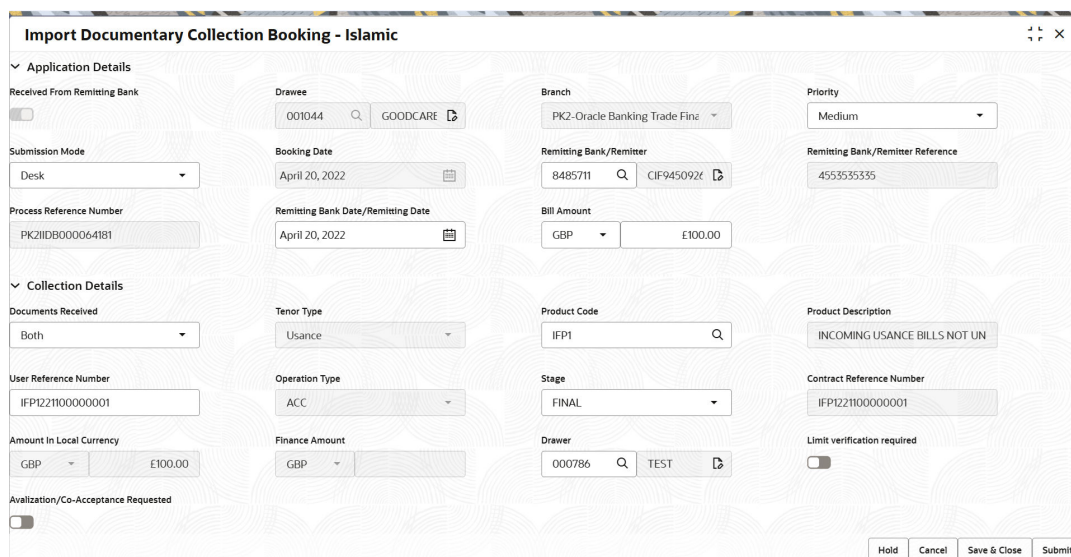 Import Documentary Collection Booking - Islamic
Application Details
Received From Remitting Bank Drawee Branch Priority
001044 GOODCARE PK2-Oracle Banking Trade Fina Medium
Submission Mode Booking Date Remitting Bank/Remitter Remitting Bank/Remitter Reference
Desk April 20, 2022 8485711 CIF9450926 4553535335
Process Reference Number Remitting Bank Date/Remitting Date Bill Amount
PK2IIDB000064181 April 20, 2022 GBP £100.00
Collection Details
Documents Received Tenor Type Product Code Product Description
Both Usance IFP1 INCOMING USANCE BILLS NOT UN
User Reference Number Operation Type Stage Contract Reference Number
IFP1221100000001 ACC FINAL IFP1221100000001
Amount In Local Currency Finance Amount Drawer Limit verification required
GBP £100.00 GBP 000786 TEST
Avalization/Co-Acceptance Requested
Hold Cancel Save & Close Submit